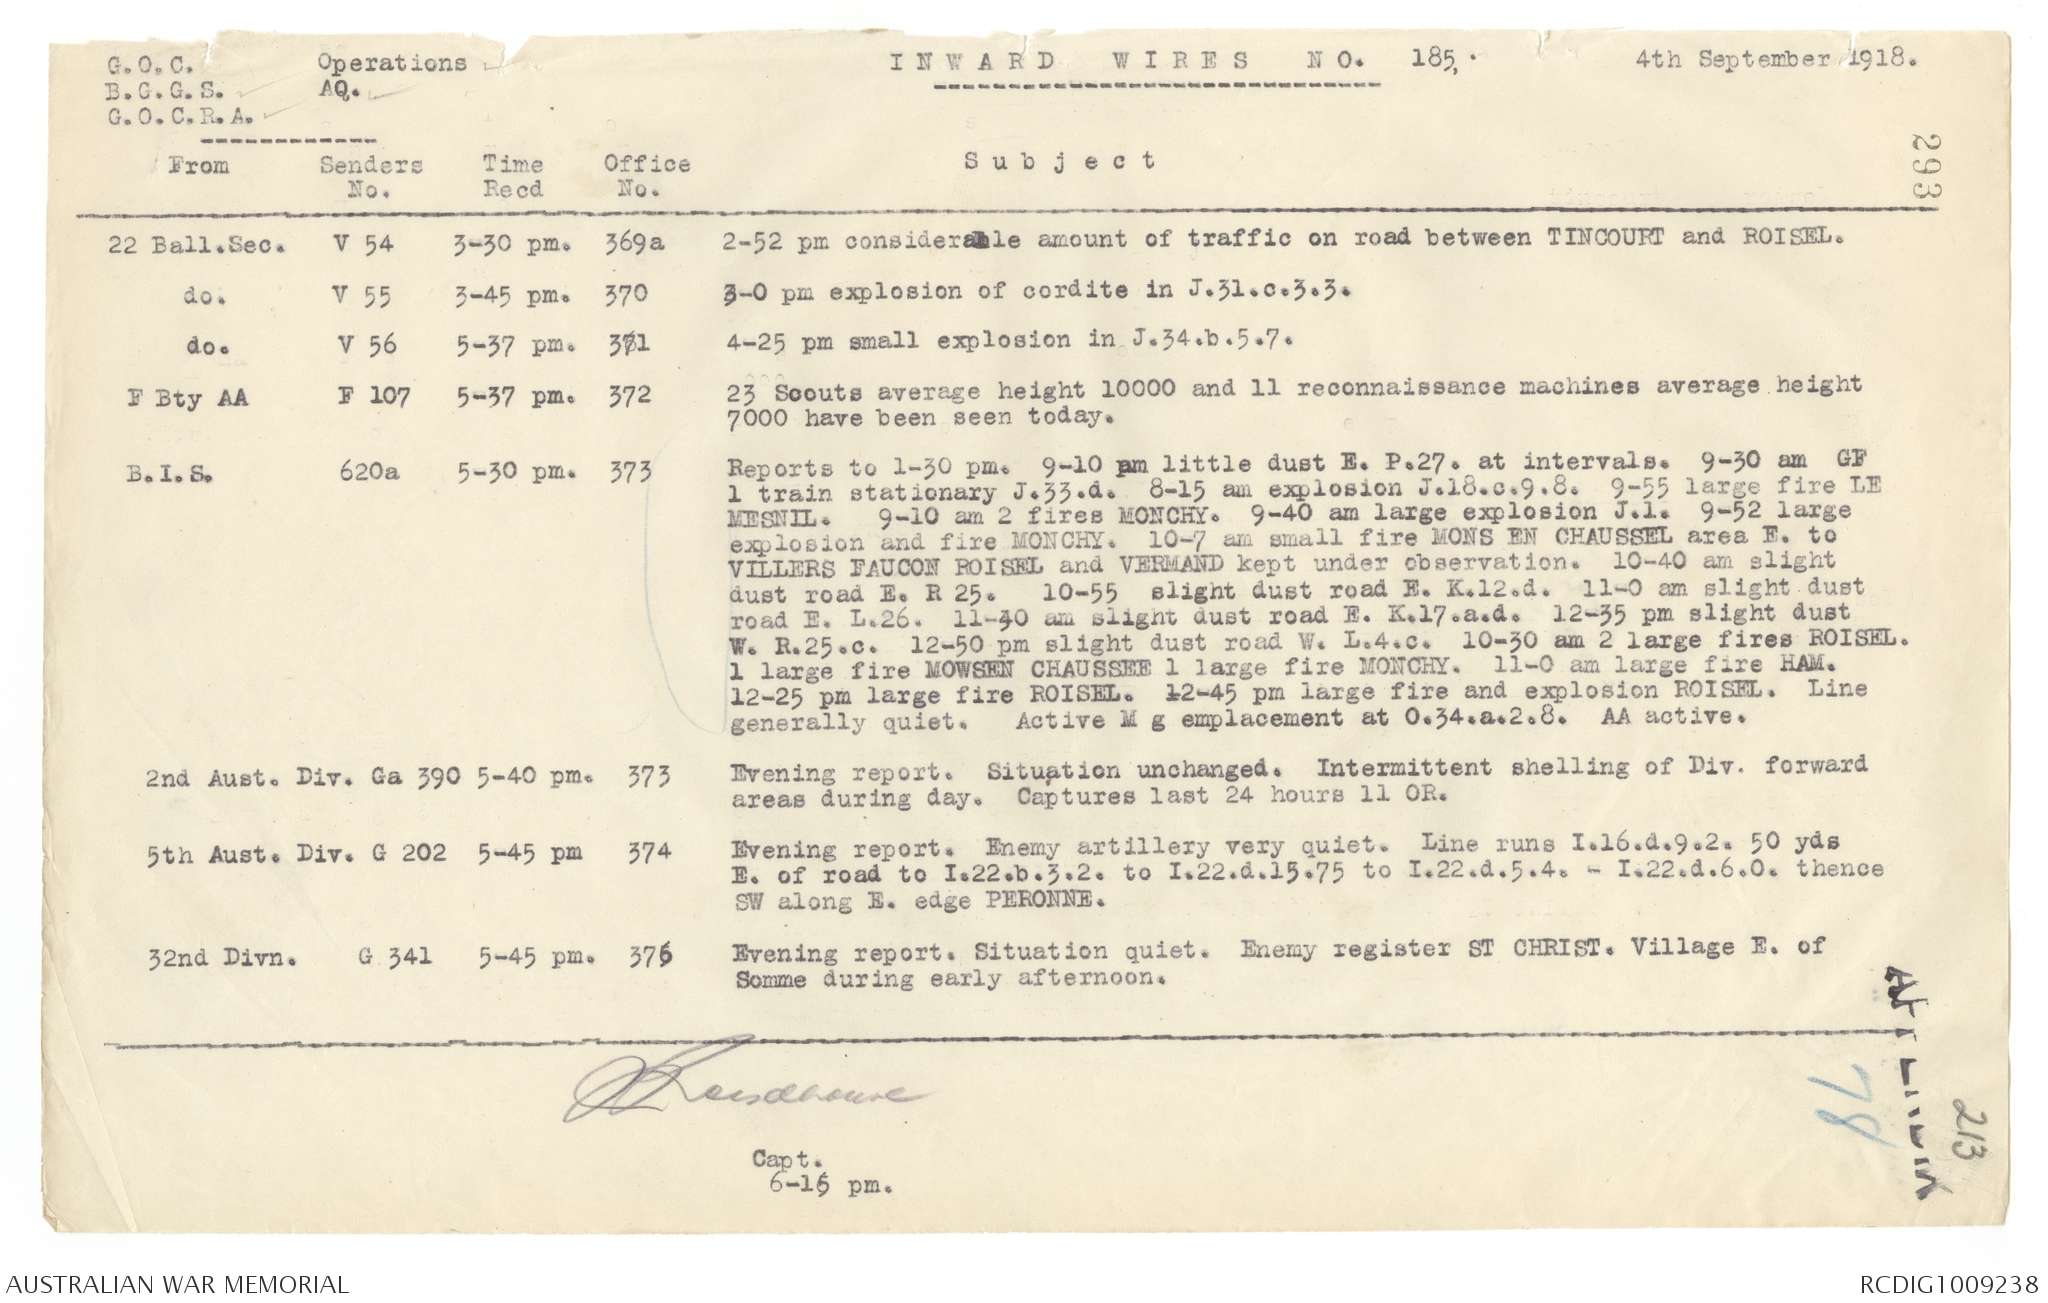 G.O.C. Operations INWARD WIRES NO. 185. 4th September 1918.
B.G.G.S. AQ.
G.O.C.R.A.
293
From Senders Time Office Subject
No. Recd No.
22 Ball.Sec. V 54 3-30 pm. 369a 2-52 pm considerable amount of traffic on road between TINCOURT and ROISEL.
do. V 55 3-45 pm. 370 3-0 pm explosion of cordite in J.31.c.3.3.
do. V 56 5-37 pm. 371 4-25 pm small explosion in J.34.b.5.7.
F Bty AA F 107 5-37 pm. 372 23 Scouts average height 10000 and 11 reconnaissance machines average height
7000 have been seen today.
B.I.S. 620a 5-30 pm. 373 Reports to 1-30 pm. 9-10 am little dust E. P.27. at intervals. 9-30 am GF
1 train stationary J.33.d. 8-15 am explosion J.18.c.9.8. 9-55 large fire LE
MESNIL. 9-10 am 2 fires MONCHY. 9-40 am large explosion J.1. 9-52 large
explosion and fire MONCHY. 10-7 am small fire MONS EN CHAUSSEL area E. to
VILLERS FAUCON ROISEL and VERMAND kept under observation. 10-40 am slight
dust road E. R 25. 10-55 slight dust road E. K.12.d. 11-0 am slight dust
road E. L.26. 11-30 am slight dust road E. K.17.a.d. 12-35 pm slight dust
W. R.25.c. 12-50 pm slight dust road W. L.4.c. 10-30 am 2 large fires ROISEL.
1 large fire MOWSEN CHAUSSEE 1 large fire MONCHY. 11-0 am large fire HAM.
12-25 pm large fire ROISEL. 12-45 pm large fire and explosion ROISEL. Line
generally quiet. Active M g emplacement at O.34.a.2.8. AA active.
2nd Aust. Div. Ga 390 5-40 pm. 373 Evening report. Situation unchanged. Intermittent shelling of Div. forward
areas during day. Captures last 24 hours 11 OR.
5th Aust. Div. G 202 5-45 pm 374 Evening report. Enemy artillery very quiet. Line runs I.16.d.9.2. 50 yds
E. of road to I.22.b.3.2. to I.22.d.15.75 to I.22.d.5.4. - I.22.d.6.0. thence
SW along E. edge PERONNE.
32nd Divn. G 341 5-45 pm. 376 Evening report. Situation quiet. Enemy register ST CHRIST. Village E. of
Somme during early afternoon.
Capt.
6-15 pm.
213
AUSTRALIAN WAR MEMORIAL RCDIG1009238